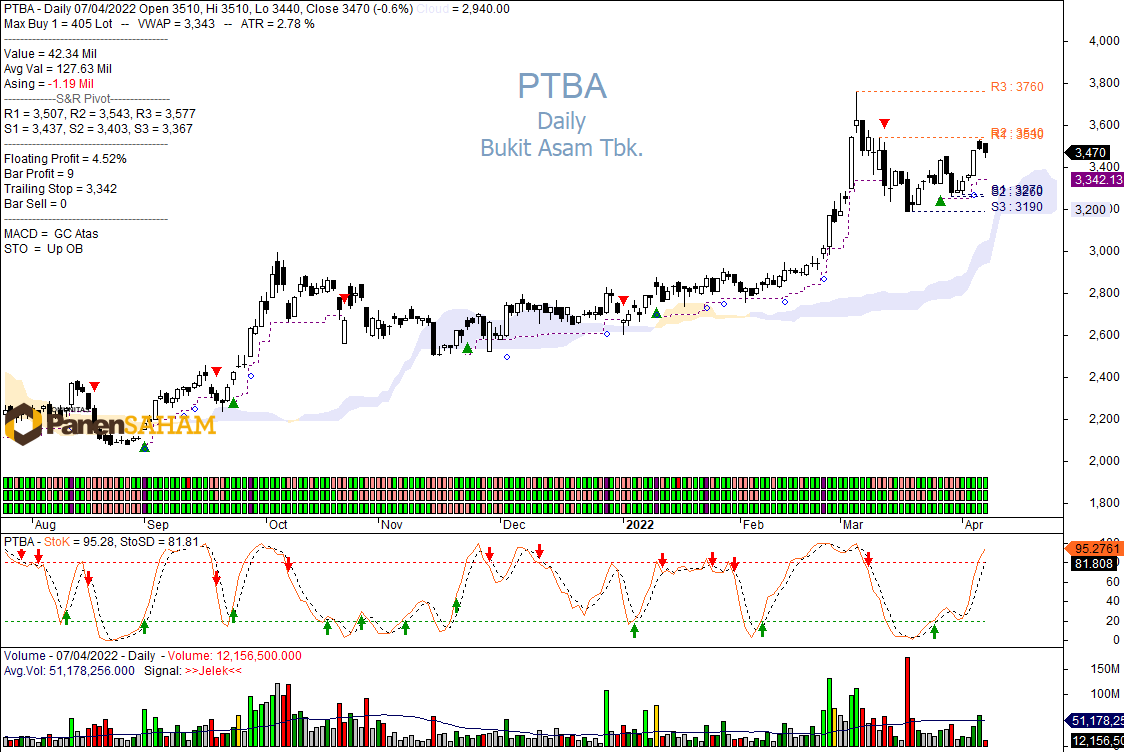 PTBA - Daily 07/04/2022 Open 3510, Hi 3510, Lo 3440, Close 3470 (-0.6%) Cloud = 2,940.00
Max Buy 1 = 405 Lot -- VWAP = 3,343 -- ATR = 2.78 %
Value = 42.34 Mil
Avg Val = 127.63 Mil
Asing = -1.19 Mil
-------------S&R Pivot---------------
R1 = 3,507, R2 = 3,543, R3 = 3,577
S1 = 3,437, S2 = 3,403, S3 = 3,367
Floating Profit = 4.52%
Bar Profit = 9
Trailing Stop = 3,342
Bar Sell = 0
MACD = GC Atas
STO = Up OB
PTBA
Daily
Bukit Asam Tbk.
R3 : 3760
R2 : 3540
R1 : 3530
S1 : 3270
S2 : 3260
S3 : 3190
4,000
3,800
3,600
3,470
3,400
3,342.13
3,200
3,000
2,800
2,600
2,400
2,200
2,000
1,800
PanenSAHAM
Aug Sep Oct Nov Dec 2022 Feb Mar Apr
PTBA - StoK = 95.28, StoSD = 81.81
95.2761
81.808
60
40
20
0
Volume - 07/04/2022 - Daily - Volume: 12,156,500.000
Avg.Vol: 51,178,256.000 Signal: >>Jelek<<
150M
100M
51,178,25
12,156,50